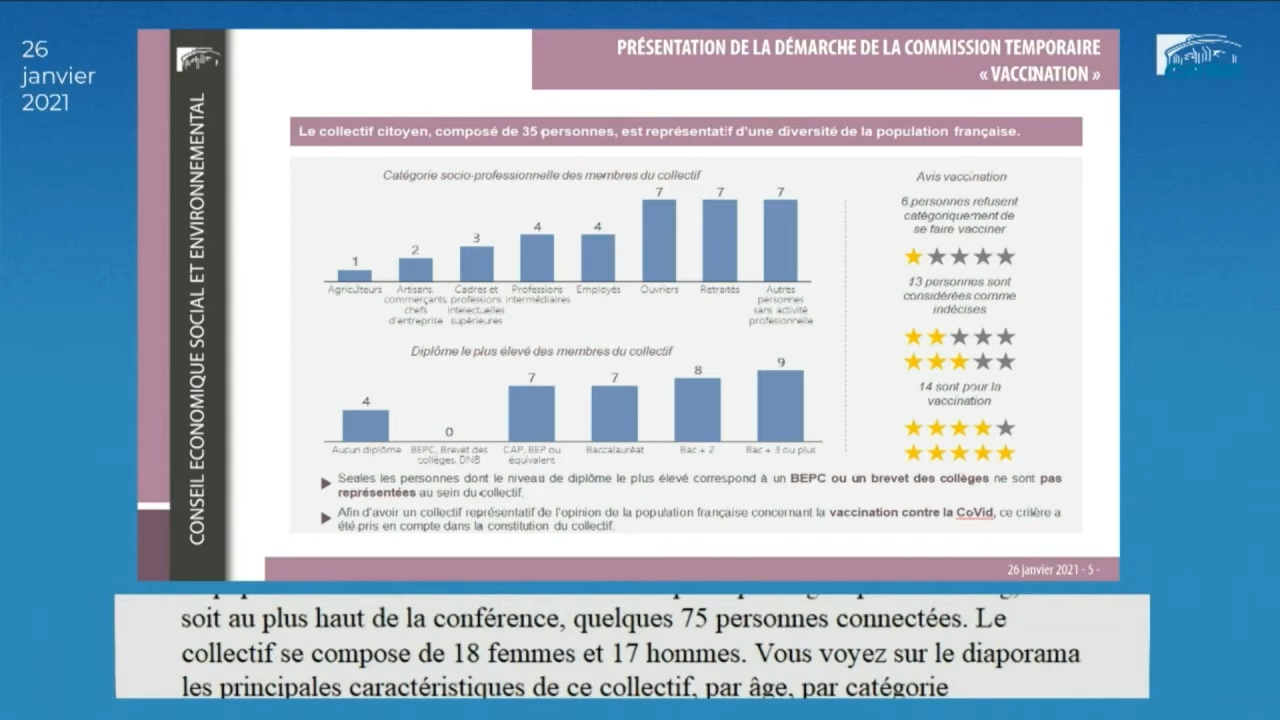 26
janvier
2021
CONSEIL ECONOMIQUE SOCIAL ET ENVIRONNEMENTAL
PRÉSENTATION DE LA DÉMARCHE DE LA COMMISSION TEMPORAIRE
« VACCINATION »
Le collectif citoyen, composé de 35 personnes, est représentatif d'une diversité de la population française.
Catégorie socio-professionnelle des membres du collectif
1
2
3
4
4
7
7
7
Agriculteurs
Artisans, commerçants, chefs d'entreprise
Cadres et professions intelectuelles supérieures
Professions intermédiaires
Employés
Ouvriers
Retraités
Autres personnes sans activité profesionnelle
Diplôme le plus élevé des membres du collectif
4
0
7
7
8
9
Aucun diplôme
BEPC, Brevet des collèges, DNB
CAP, BEP ou équivalent
Baccalauréat
Bac + 2
Bac + 3 ou plus
Avis vaccination
6 personnes refusent
catégoriquement de
se faire vacciner
13 personnes sont
considérées comme
indécises
14 sont pour la
vaccination
Seules les personnes dont le niveau de diplôme le plus élevé correspond à un BEPC ou un brevet des collèges ne sont pas
représentées au sein du collectif.
Afin d'avoir un collectif représentatif de l'opinion de la population française concernant la vaccination contre la CoVid, ce critère a
été pris en compte dans la constitution du collectif.
26 janvier 2021 - 5 -
soit au plus haut de la conférence, quelques 75 personnes connectées. Le
collectif se compose de 18 femmes et 17 hommes. Vous voyez sur le diaporama
les principales caractéristiques de ce collectif, par âge, par catégorie